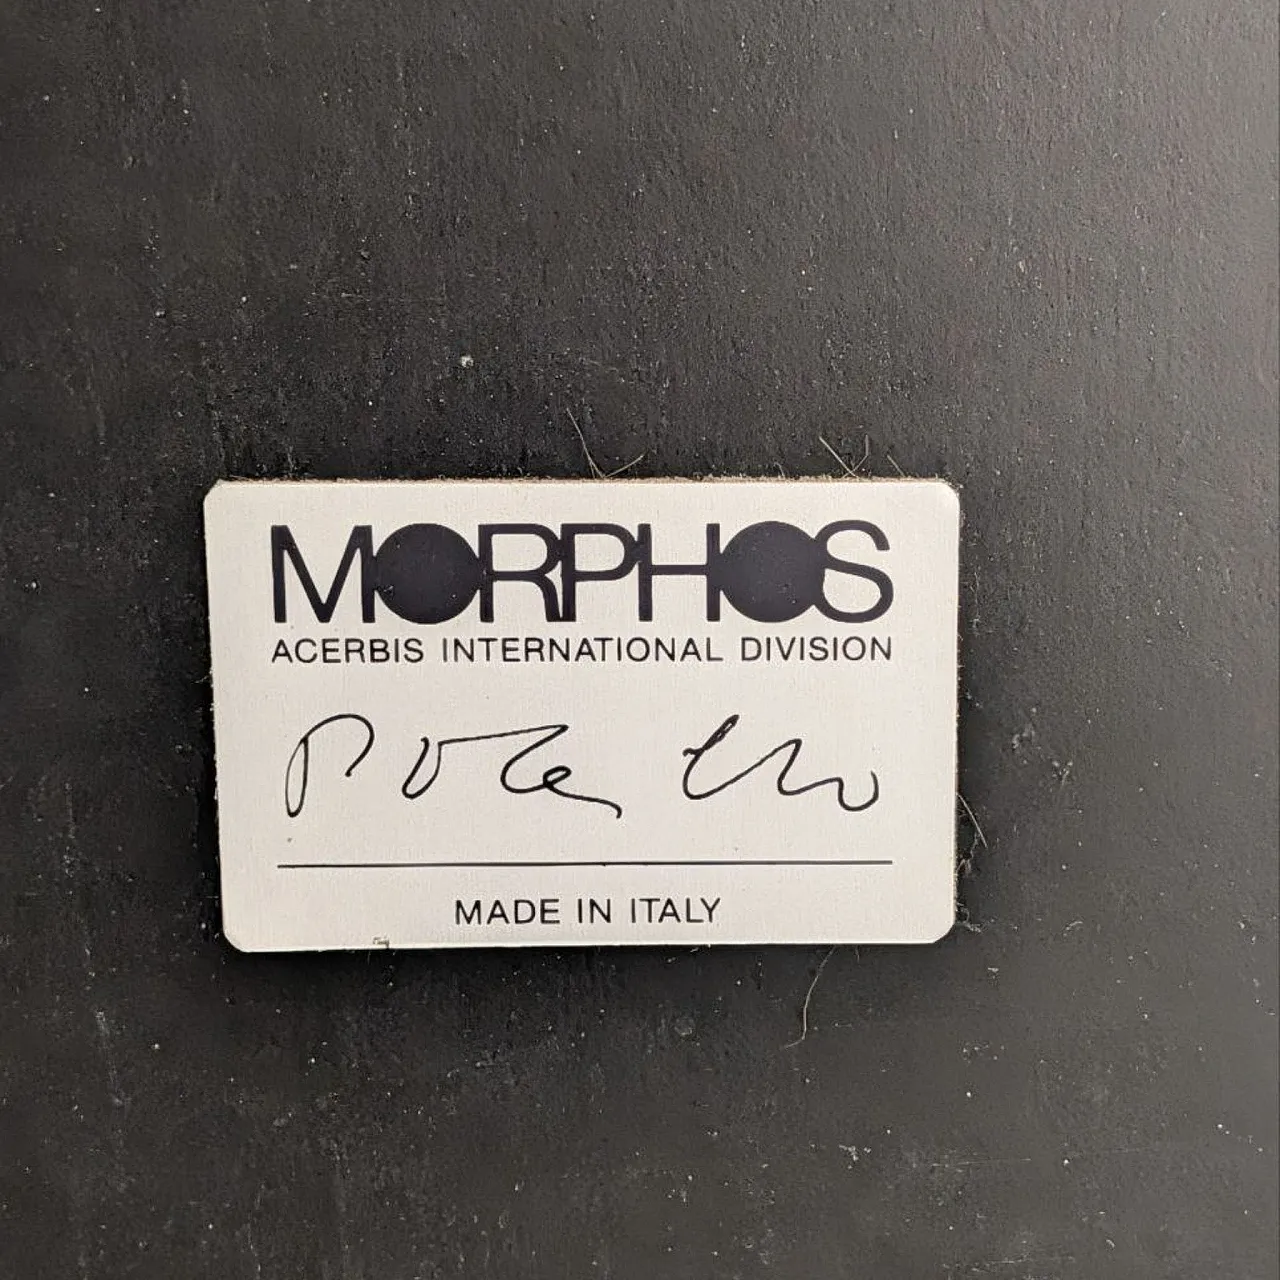 MORPHOS
ACERBIS INTERNATIONAL DIVISION
MADE IN ITALY